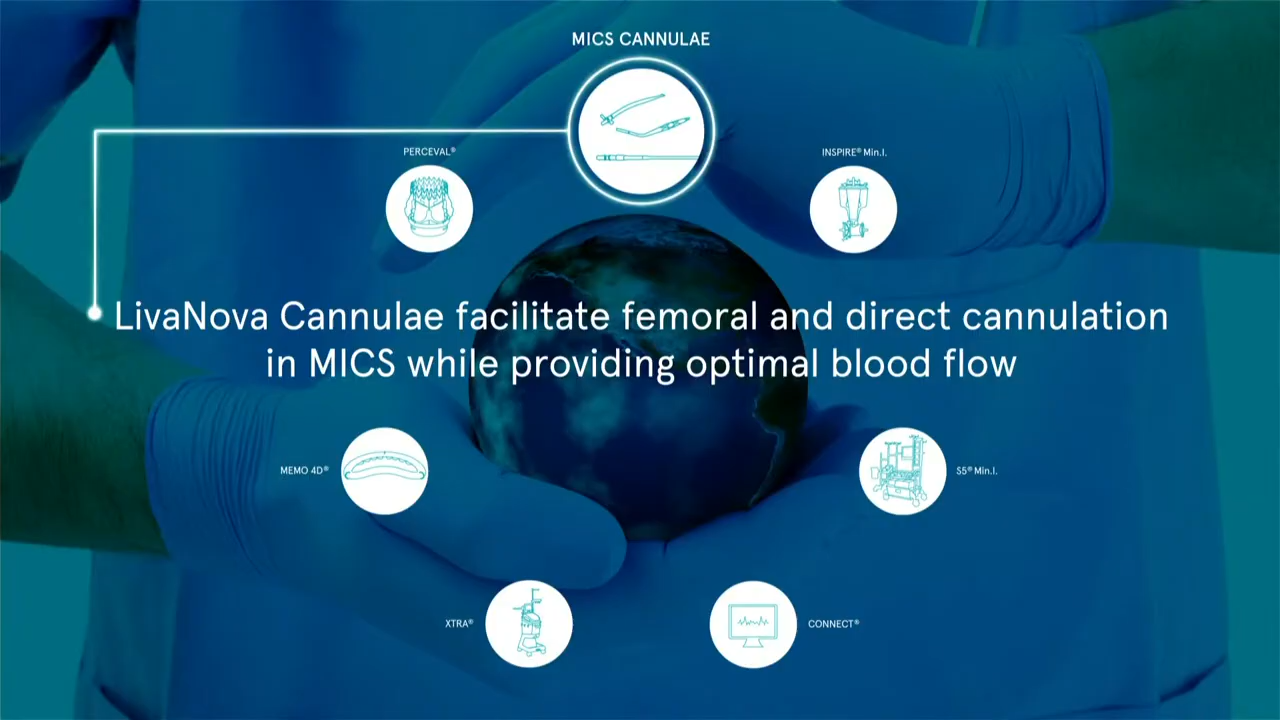 MICS CANNULAE
PERCEVAL®
INSPIRE® Min.I.
LivaNova Cannulae facilitate femoral and direct cannulation
in MICS while providing optimal blood flow
MEMO 4D®
S5® Min.I.
XTRA®
CONNECT®